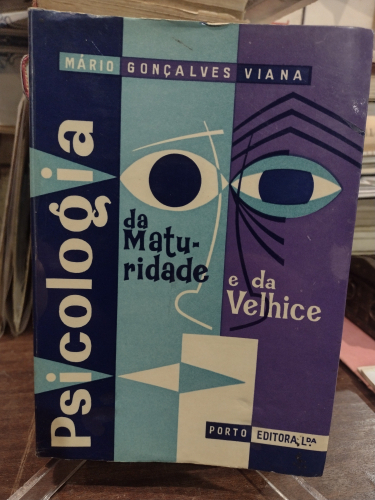 MÁRIO GONÇALVES VIANA
Psicologia
da
Matu-
ridade
e da
Velhice
PORTO EDITORA, L.DA